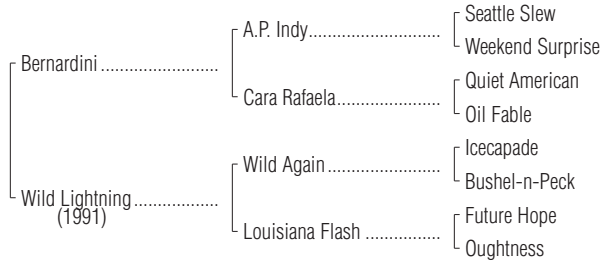 Seattle Slew
A.P. Indy
Weekend Surprise
Bernardini
Quiet American
Cara Rafaela
Oil Fable
Icecapade
Wild Again
Bushel-n-Peck
Wild Lightning
(1991)
Future Hope
Louisiana Flash
Oughtness